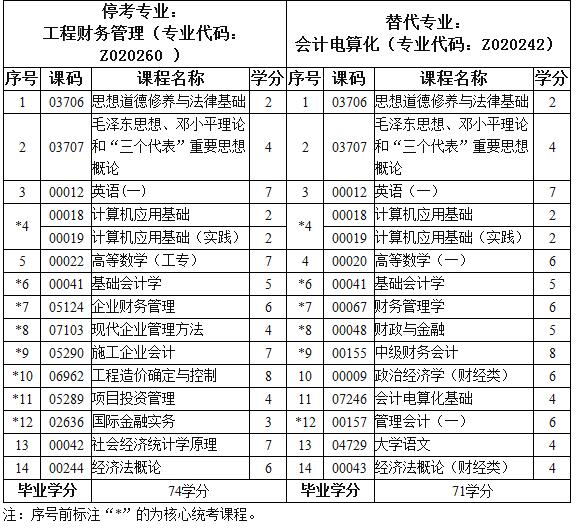 停考专业：
工程财务管理（专业代码：
Z020260 ）
替代专业：
会计电算化（专业代码：Z020242）
序号 课码 课程名称 学分 序号 课码 课程名称 学分
1 03706 思想道德修养与法律基础 2 1 03706 思想道德修养与法律基础 2
2 03707 毛泽东思想、邓小平理论
和“三个代表”重要思想
概论 4 2 03707 毛泽东思想、邓小平理论
和“三个代表”重要思想
概论 4
3 00012 英语(一) 7 3 00012 英语（一） 7
*4 00018 计算机应用基础 2 *4 00018 计算机应用基础 2
00019 计算机应用基础（实践） 2 00019 计算机应用基础（实践） 2
5 00022 高等数学（工专） 7 4 00020 高等数学（一） 6
*6 00041 基础会计学 5 *6 00041 基础会计学 5
*7 05124 企业财务管理 6 *7 00067 财务管理学 6
*8 07103 现代企业管理方法 4 *8 00048 财政与金融 5
*9 05290 施工企业会计 7 *9 00155 中级财务会计 8
*10 06962 工程造价确定与控制 8 10 00009 政治经济学（财经类） 6
*11 05289 项目投资管理 4 11 07246 会计电算化基础 4
*12 02636 国际金融实务 3 *12 00157 管理会计（一） 6
13 00042 社会经济统计学原理 7 13 04729 大学语文 4
14 00244 经济法概论 6 14 00043 经济法概论（财经类） 4
毕业学分 74学分 毕业学分 71学分
注：序号前标注“*”的为核心统考课程。